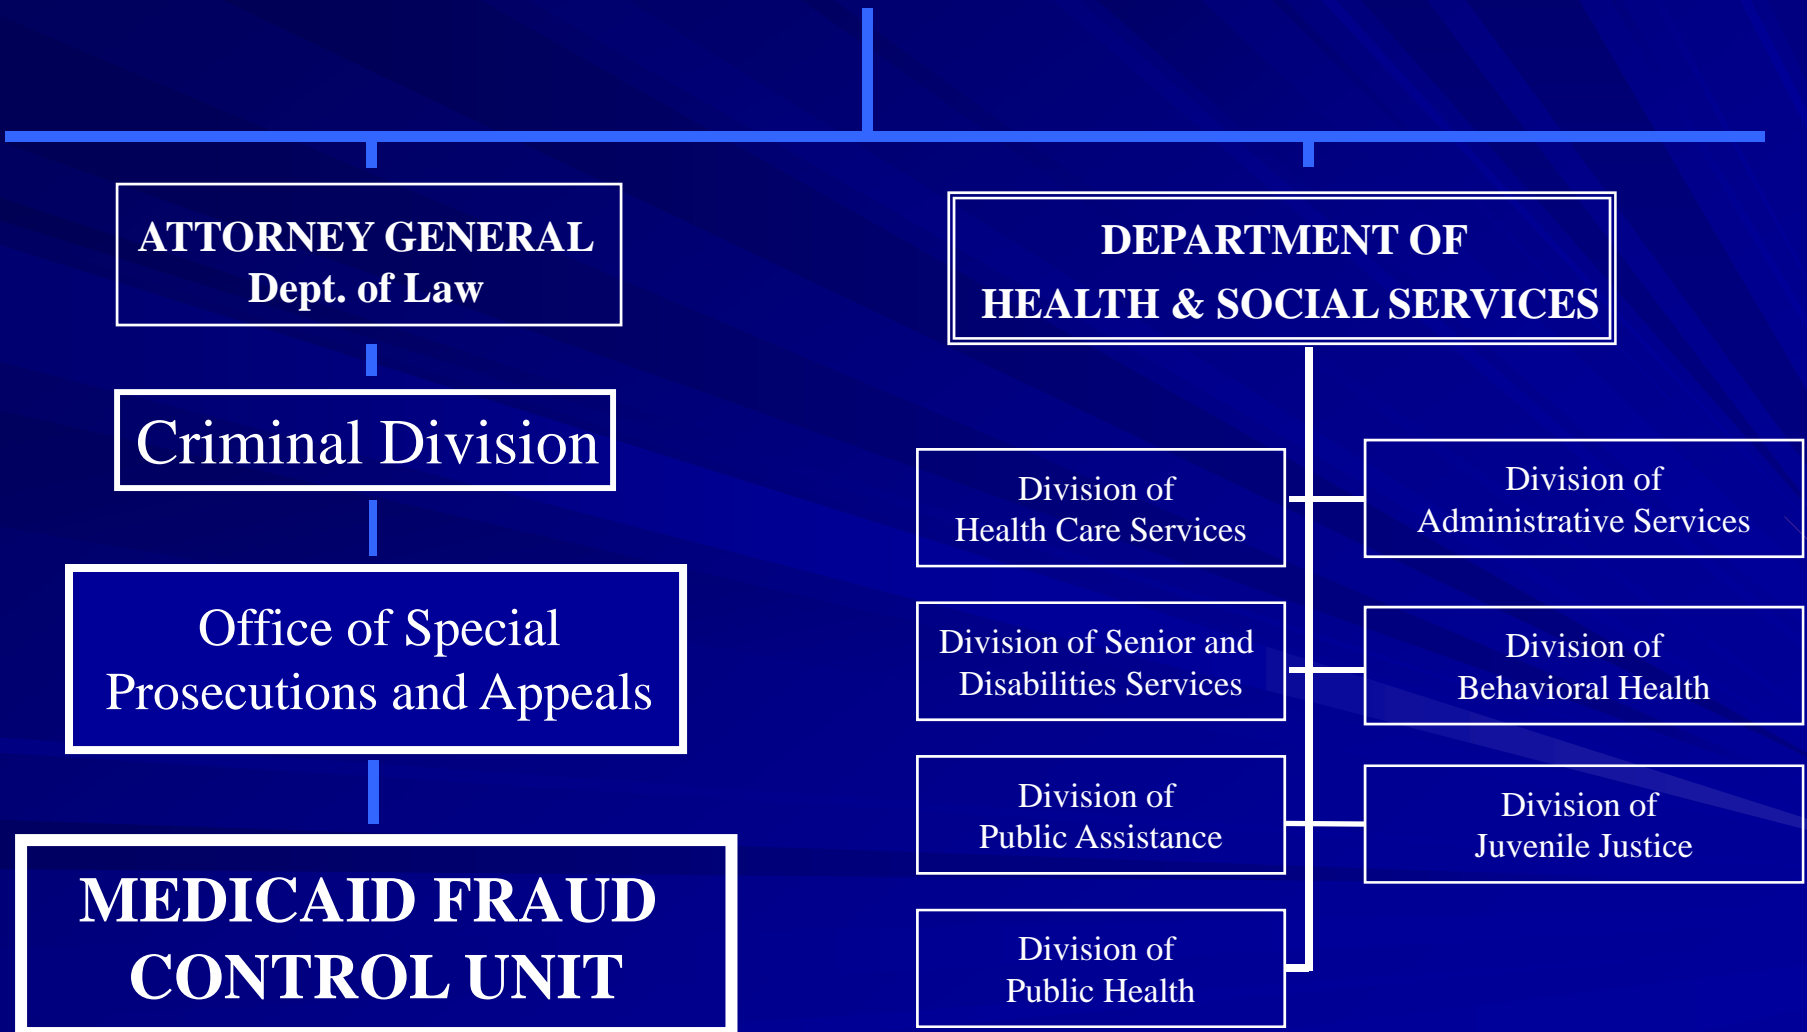 ATTORNEY GENERAL
Dept. of Law
Criminal Division
Office of Special
Prosecutions and Appeals
MEDICAID FRAUD
CONTROL UNIT
DEPARTMENT OF
HEALTH & SOCIAL SERVICES
Division of
Health Care Services
Division of
Administrative Services
Division of Senior and
Disabilities Services
Division of
Behavioral Health
Division of
Public Assistance
Division of
Juvenile Justice
Division of
Public Health